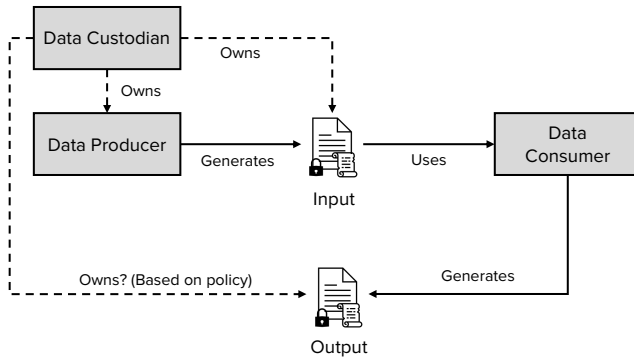 Data Custodian
Owns
Owns
Data Producer
Generates
Input
Uses
Data
Consumer
Owns? (Based on policy)
Generates
Output